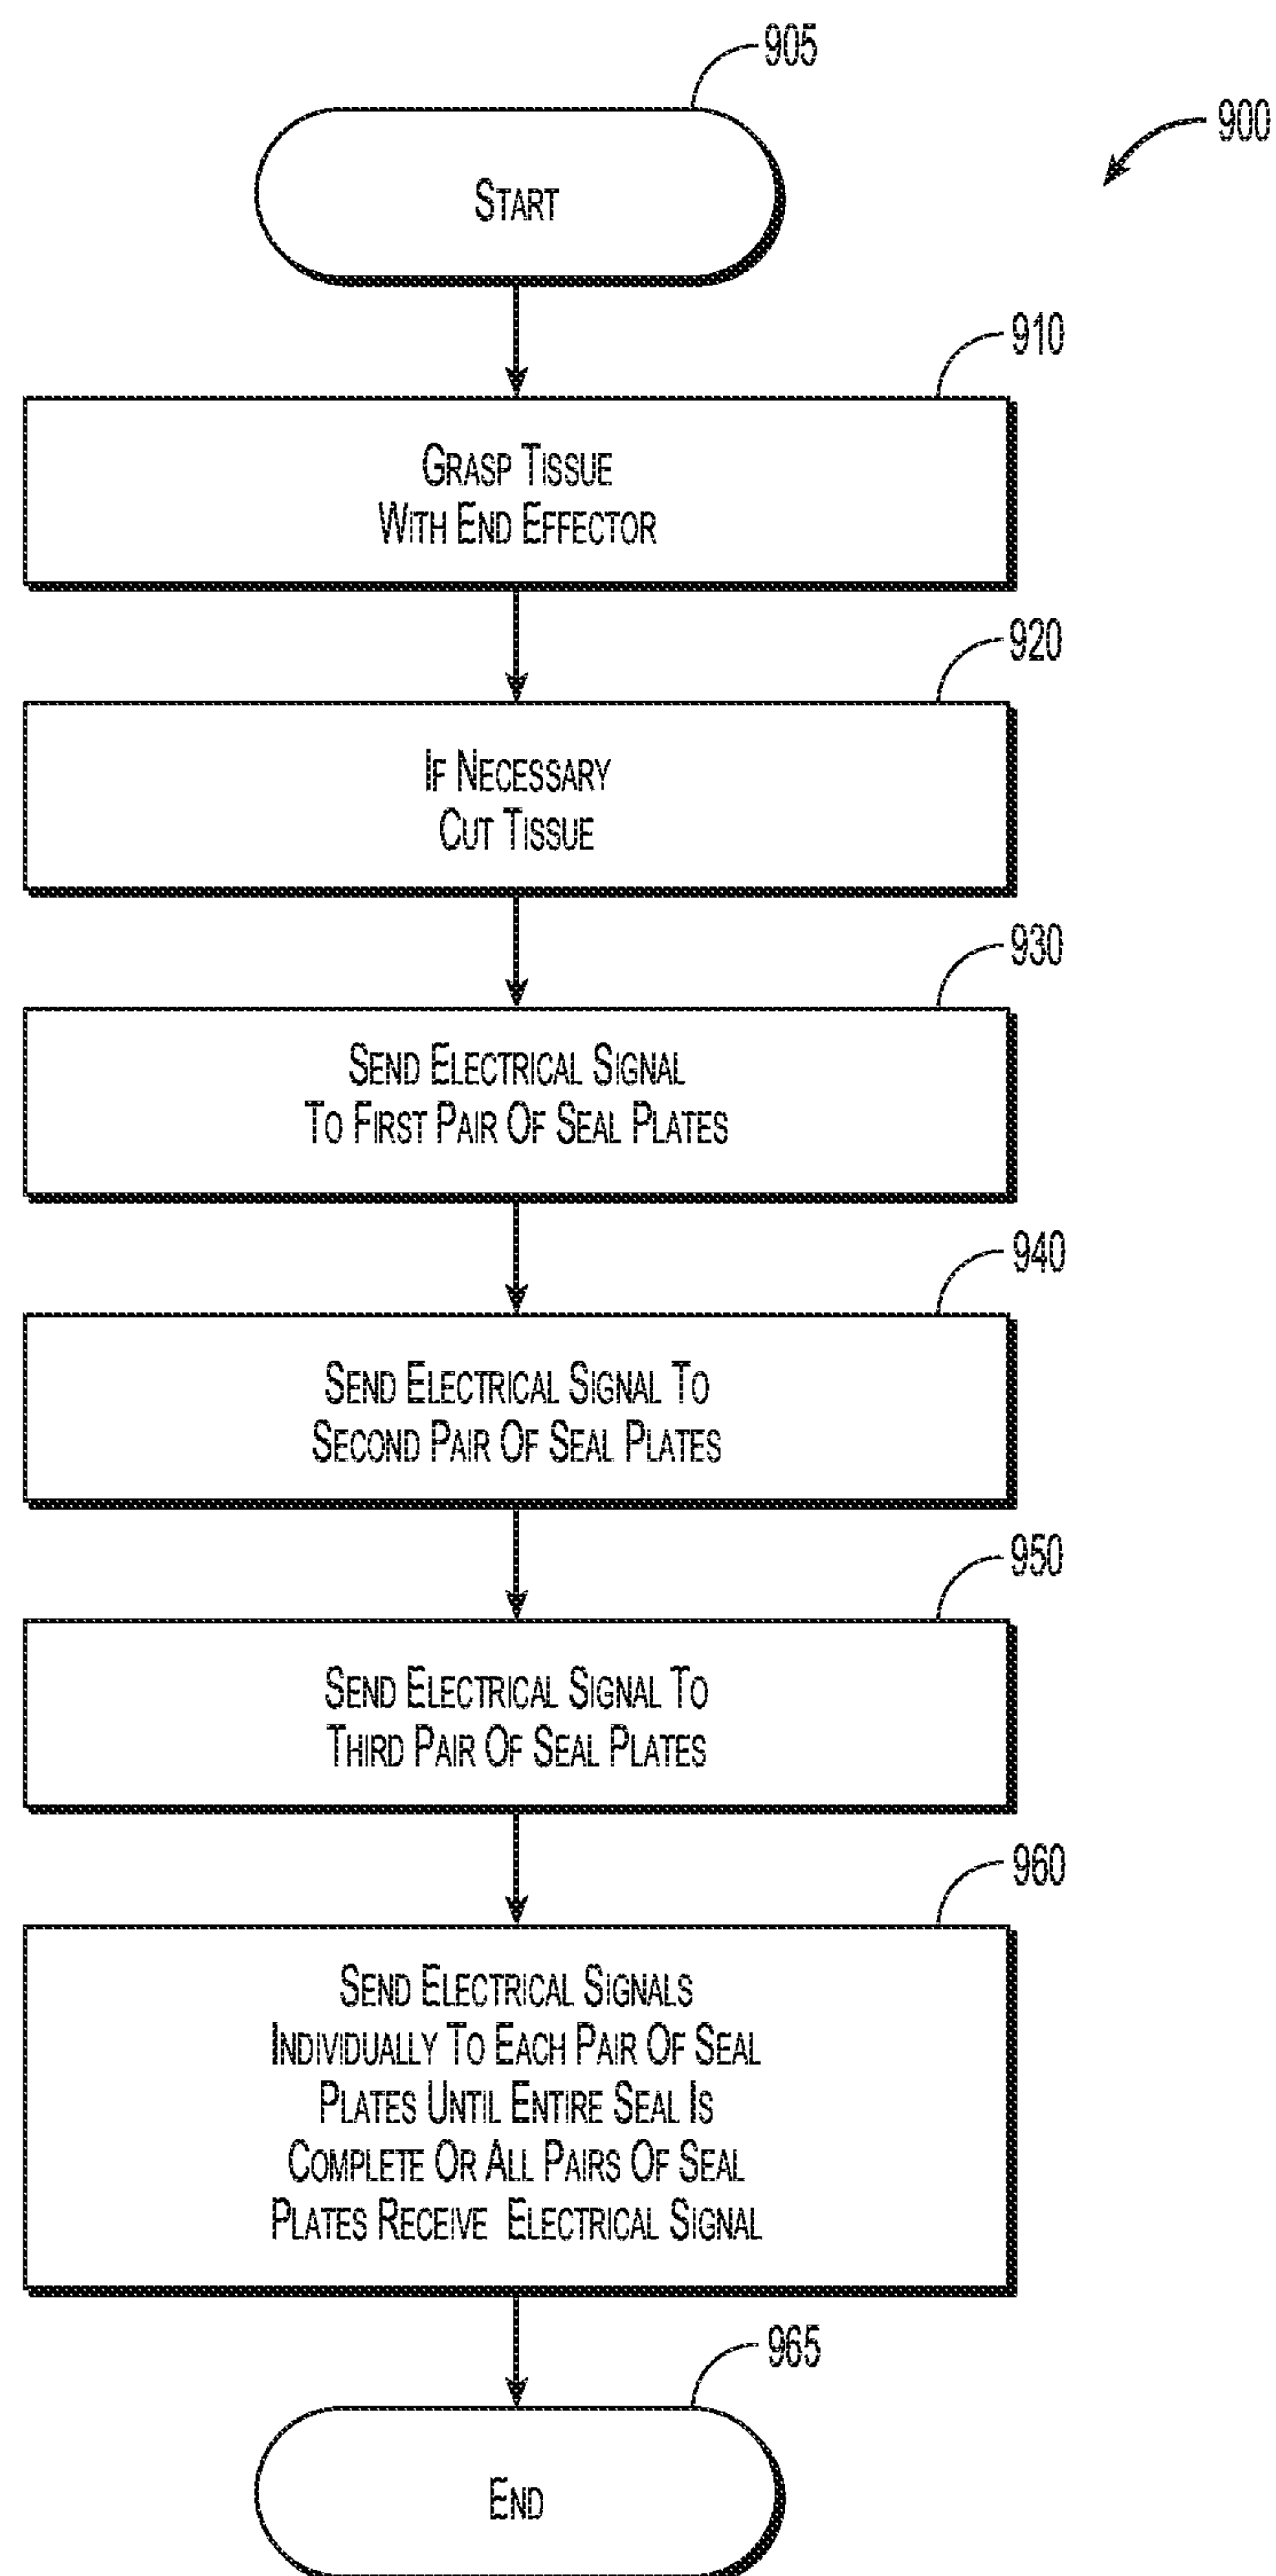 905
900
START
910
GRASP TISSUE
WITH END EFFECTOR
920
IF NECESSARY
CUT TISSUE
930
SEND ELECTRICAL SIGNAL
TO FIRST PAIR OF SEAL PLATES
940
SEND ELECTRICAL SIGNAL TO
SECOND PAIR OF SEAL PLATES
950
SEND ELECTRICAL SIGNAL TO
THIRD PAIR OF SEAL PLATES
960
SEND ELECTRICAL SIGNALS
INDIVIDUALLY TO EACH PAIR OF SEAL
PLATES UNTIL ENTIRE SEAL IS
COMPLETE OR ALL PAIRS OF SEAL
PLATES RECEIVE ELECTRICAL SIGNAL
965
END